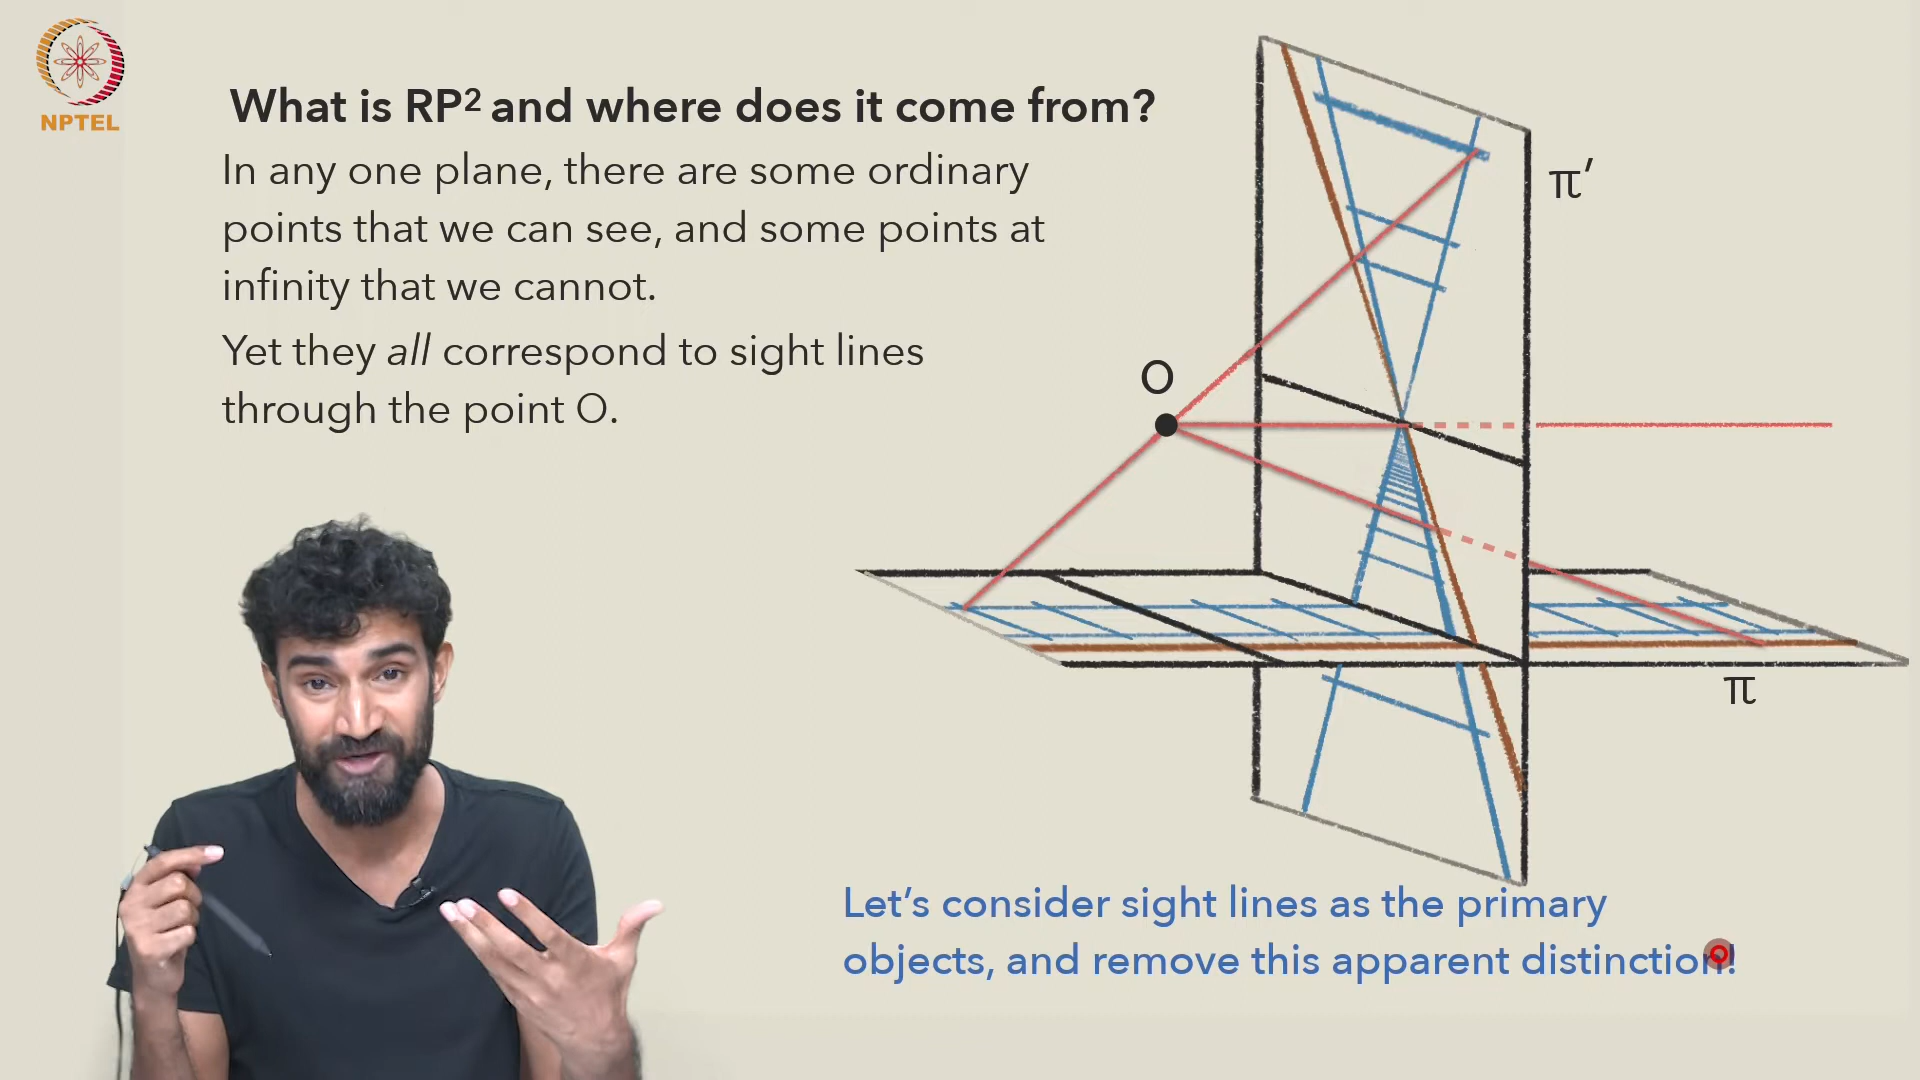 NPTEL
What is RP² and where does it come from?
In any one plane, there are some ordinary
points that we can see, and some points at
infinity that we cannot.
Yet they all correspond to sight lines
through the point O.
π′
O
π
Let’s consider sight lines as the primary
objects, and remove this apparent distinction!